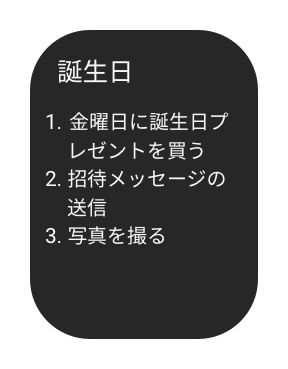 誕生日
1. 金曜日に誕生日プ
レゼントを買う
2. 招待メッセージの
送信
3. 写真を撮る